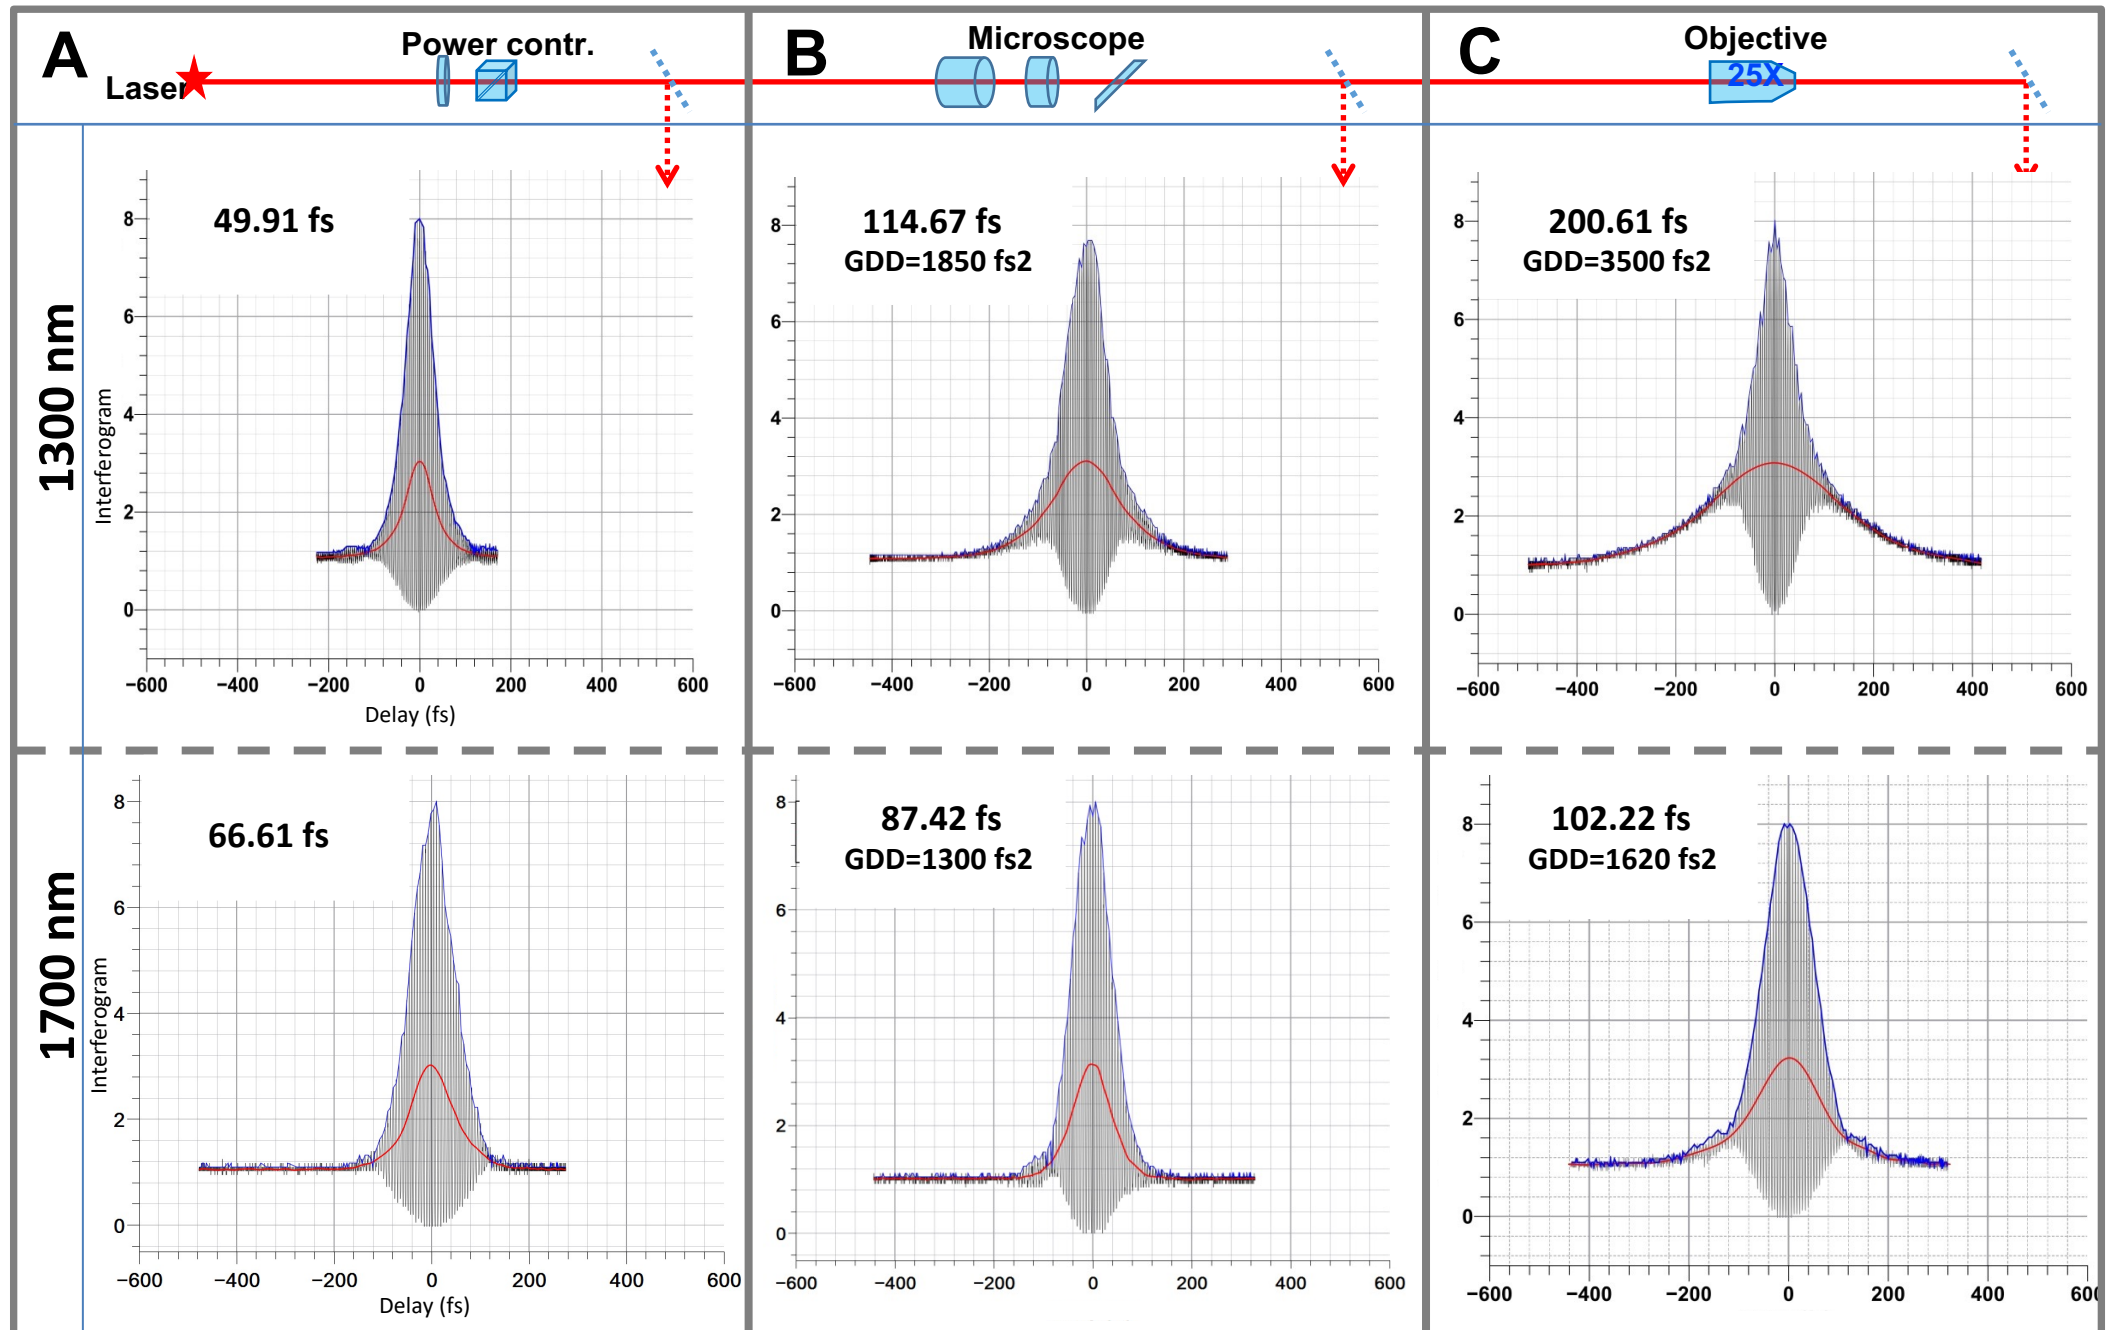 A
Laser
Power contr.
B
Microscope
C
Objective
25X
1300 nm
49.91 fs
8
6
4
2
0
Interferogram
−600 −400 −200 0 200 400 600
Delay (fs)
114.67 fs
GDD=1850 fs2
8
6
4
2
0
−600 −400 −200 0 200 400 600
200.61 fs
GDD=3500 fs2
8
6
4
2
0
−600 −400 −200 0 200 400 600
1700 nm
66.61 fs
8
6
4
2
0
Interferogram
−600 −400 −200 0 200 400 600
Delay (fs)
87.42 fs
GDD=1300 fs2
8
6
4
2
0
−600 −400 −200 0 200 400 600
102.22 fs
GDD=1620 fs2
8
6
4
2
0
−600 −400 −200 0 200 400 600